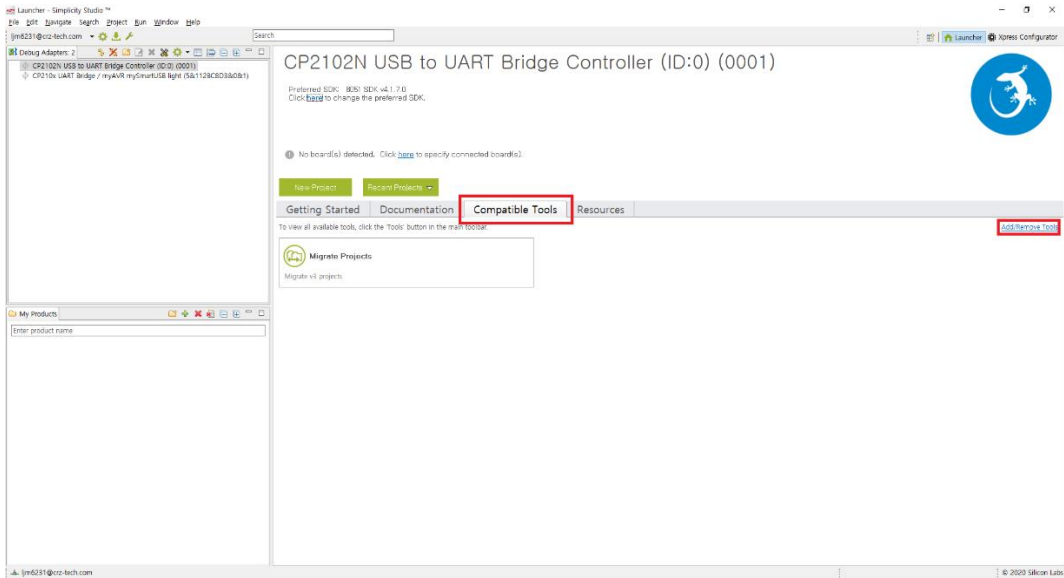 Launcher - Simplicity Studio ™
File Edit Navigate Search Project Run Window Help
ljm6231@crz-tech.com
Search
Launcher
Xpress Configurator
Debug Adapters: 2
CP2102N USB to UART Bridge Controller (ID:0) (0001)
CP210x UART Bridge / myAVR mySmartUSB light (5&1128C8D3&0&1)
CP2102N USB to UART Bridge Controller (ID:0) (0001)
Preferred SDK: 8051 SDK v4.1.7.0
Click here to change the preferred SDK.
No board(s) detected. Click here to specify connected board(s).
New Project
Recent Projects
Getting Started Documentation Compatible Tools Resources
To view all available tools, click the 'Tools' button in the main toolbar.
Add/Remove Tools
Migrate Projects
Migrate v3 projects
My Products
Enter product name
ljm6231@crz-tech.com
© 2020 Silicon Labs